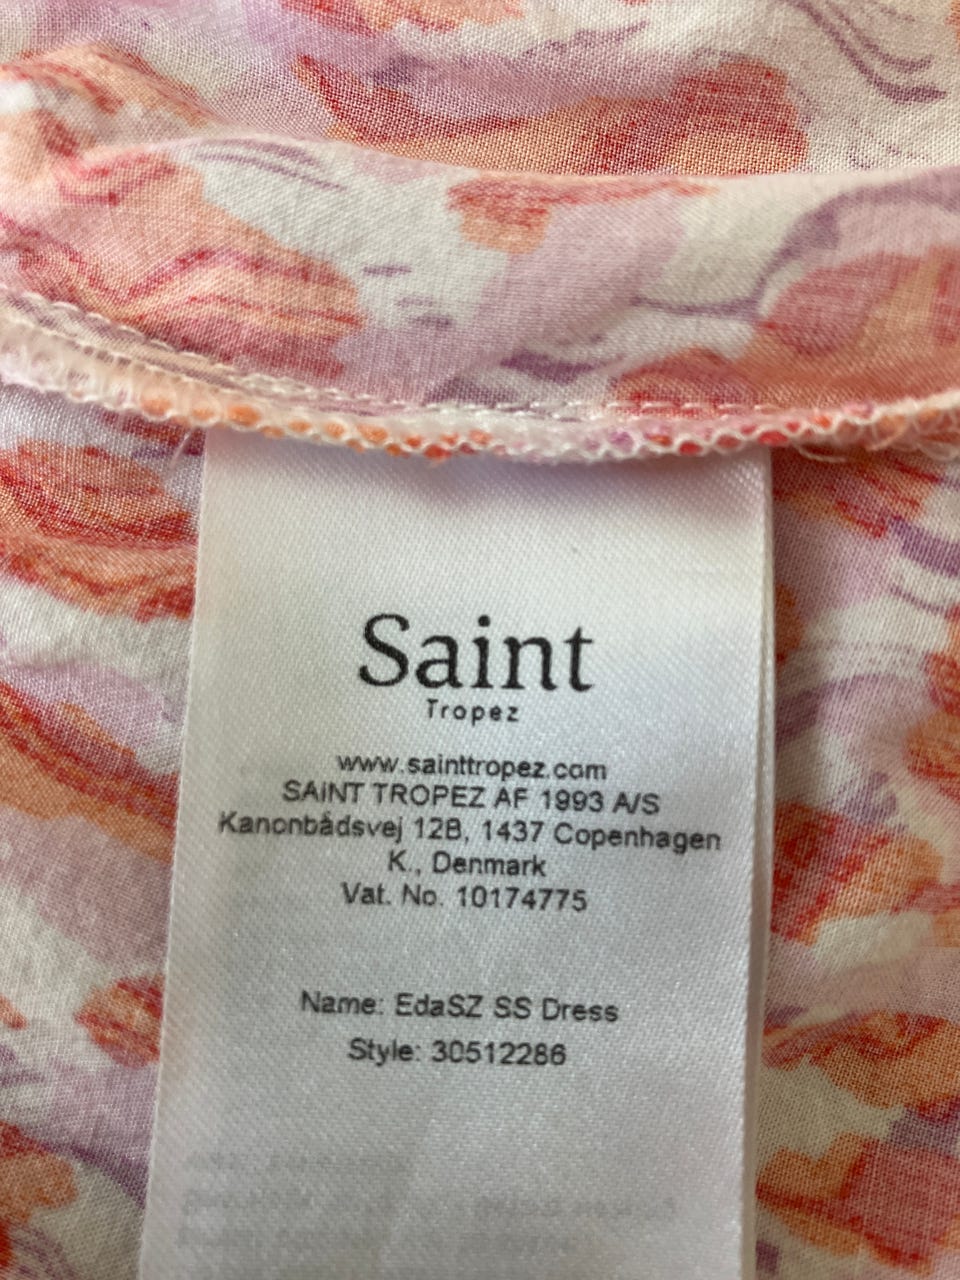 Saint
Tropez
www.sainttropez.com
SAINT TROPEZ AF 1993 A/S
Kanonbådsvej 12B, 1437 Copenhagen
K., Denmark
Vat. No. 10174775
Name: EdaSZ SS Dress
Style: 30512286